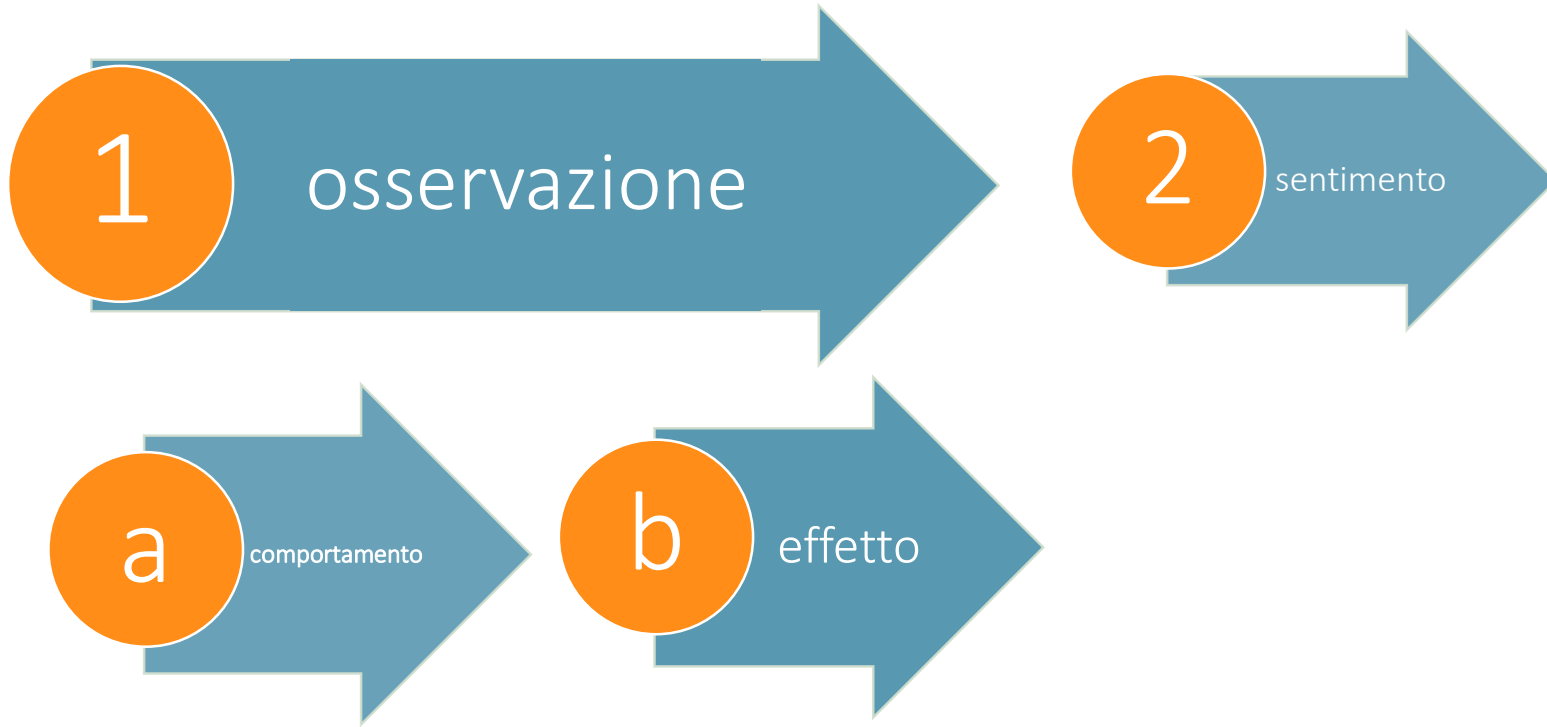 1
osservazione
2
sentimento
a
comportamento
b
effetto